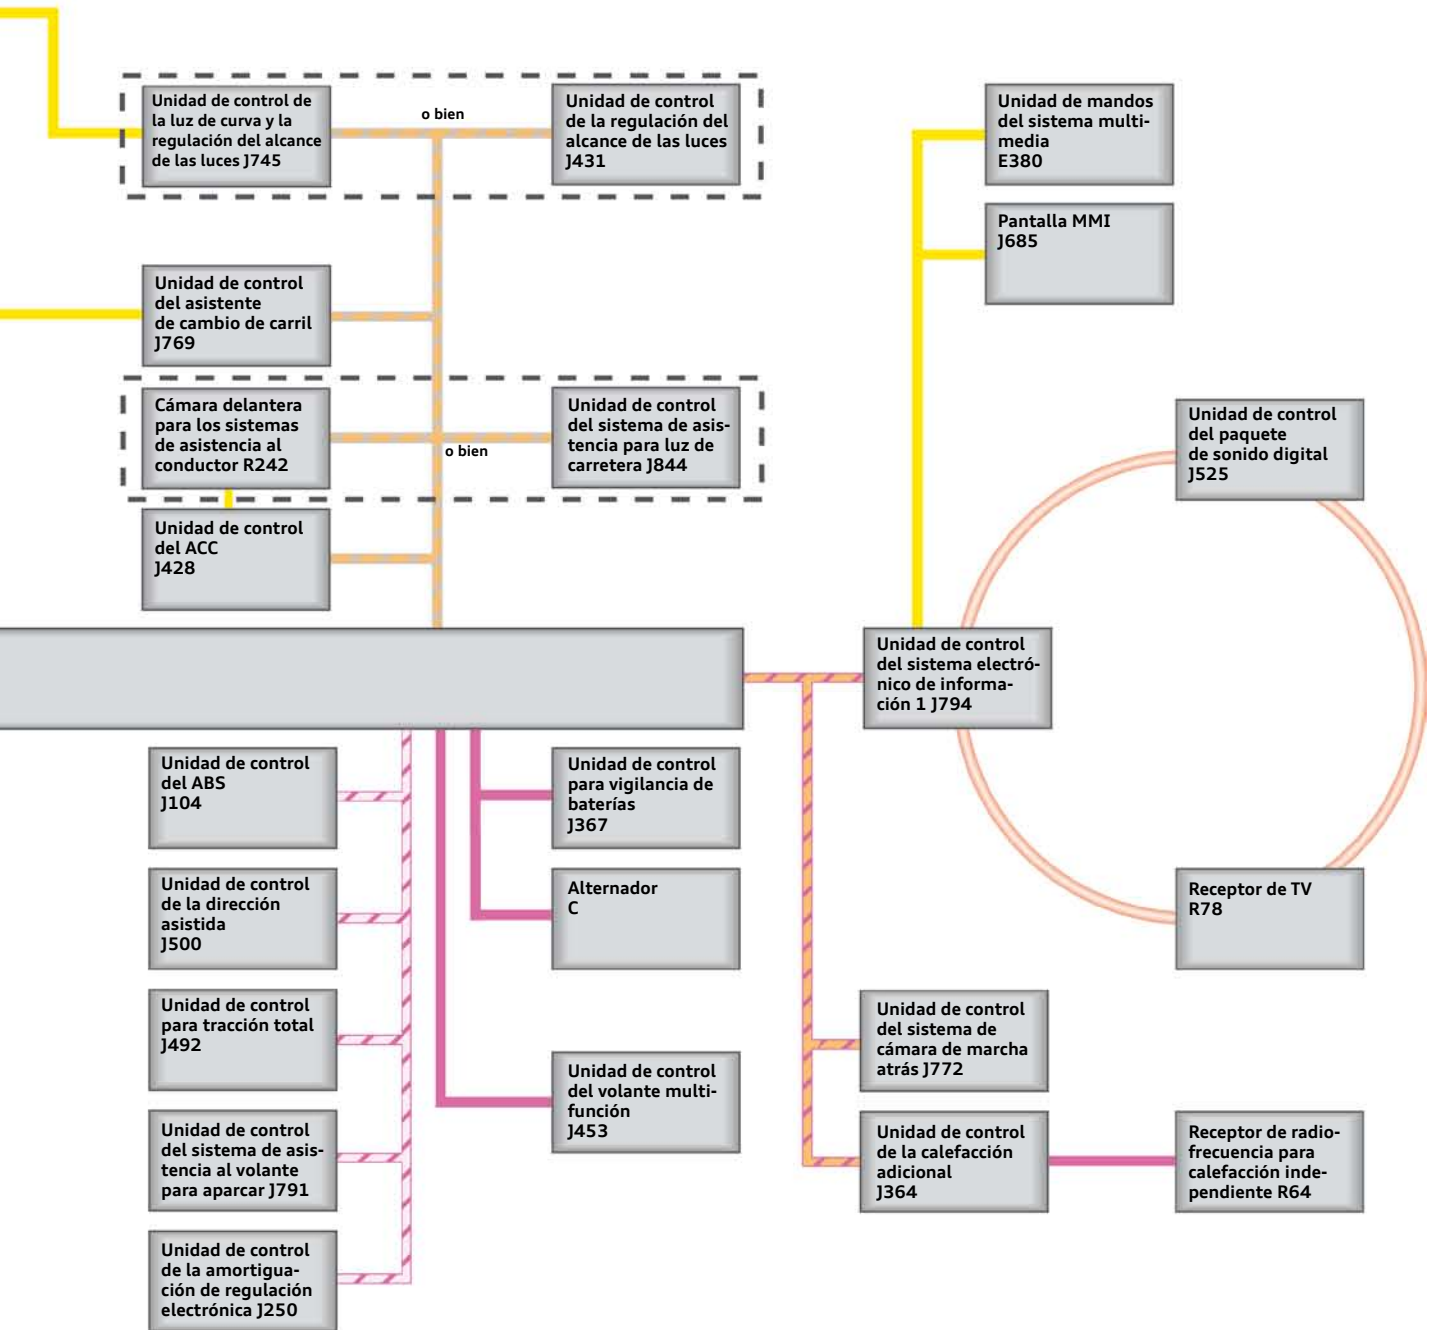 Unidad de control de
la luz de curva y la
regulación del alcance
de las luces J745
o bien
Unidad de control
de la regulación del
alcance de las luces
J431
Unidad de mandos
del sistema multi-
media
E380
Pantalla MMI
J685
Unidad de control
del asistente
de cambio de carril
J769
Cámara delantera
para los sistemas
de asistencia al
conductor R242
o bien
Unidad de control
del sistema de asis-
tencia para luz de
carretera J844
Unidad de control
del paquete
de sonido digital
J525
Unidad de control
del ACC
J428
Unidad de control
del sistema electró-
nico de informa-
ción 1 J794
Unidad de control
del ABS
J104
Unidad de control
para vigilancia de
baterías
J367
Unidad de control
de la dirección
asistida
J500
Alternador
C
Receptor de TV
R78
Unidad de control
para tracción total
J492
Unidad de control
del sistema de
cámara de marcha
atrás J772
Unidad de control
del volante multi-
función
J453
Unidad de control
del sistema de asis-
tencia al volante
para aparcar J791
Unidad de control
de la calefacción
adicional
J364
Receptor de radio-
frecuencia para
calefacción inde-
pendiente R64
Unidad de control
de la amortigua-
ción de regulación
electrónica J250